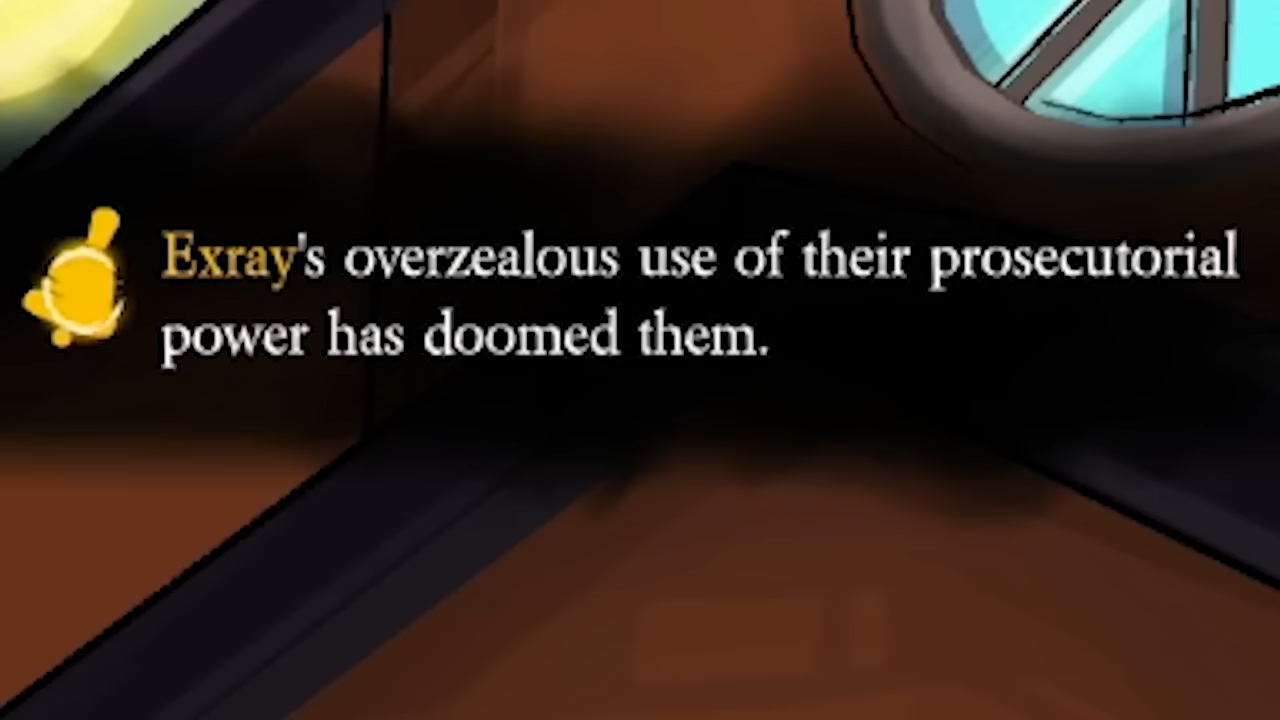 Exray's overzealous use of their prosecutorial
power has doomed them.